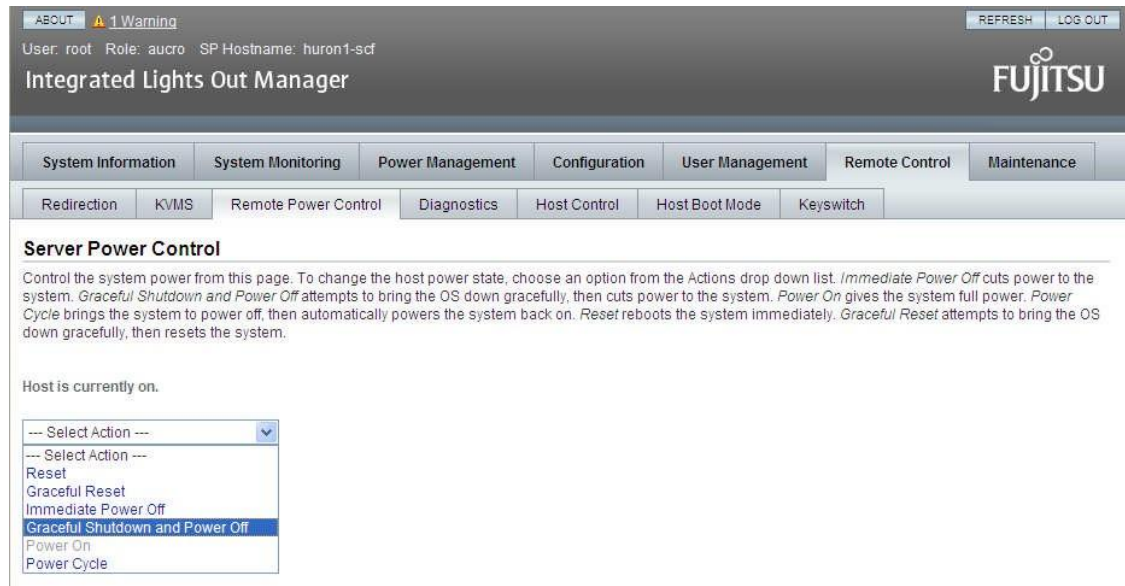 ABOUT 1 Warning REFRESH LOG OUT
User: root Role: aucro SP Hostname: huron1-scf
Integrated Lights Out Manager
FUJITSU
System Information System Monitoring Power Management Configuration User Management Remote Control Maintenance
Redirection KVMS Remote Power Control Diagnostics Host Control Host Boot Mode Keyswitch
Server Power Control
Control the system power from this page. To change the host power state, choose an option from the Actions drop down list. Immediate Power Off cuts power to the
system. Graceful Shutdown and Power Off attempts to bring the OS down gracefully, then cuts power to the system. Power On gives the system full power. Power
Cycle brings the system to power off, then automatically powers the system back on. Reset reboots the system immediately. Graceful Reset attempts to bring the OS
down gracefully, then resets the system.
Host is currently on.
--- Select Action ---
--- Select Action ---
Reset
Graceful Reset
Immediate Power Off
Graceful Shutdown and Power Off
Power On
Power Cycle